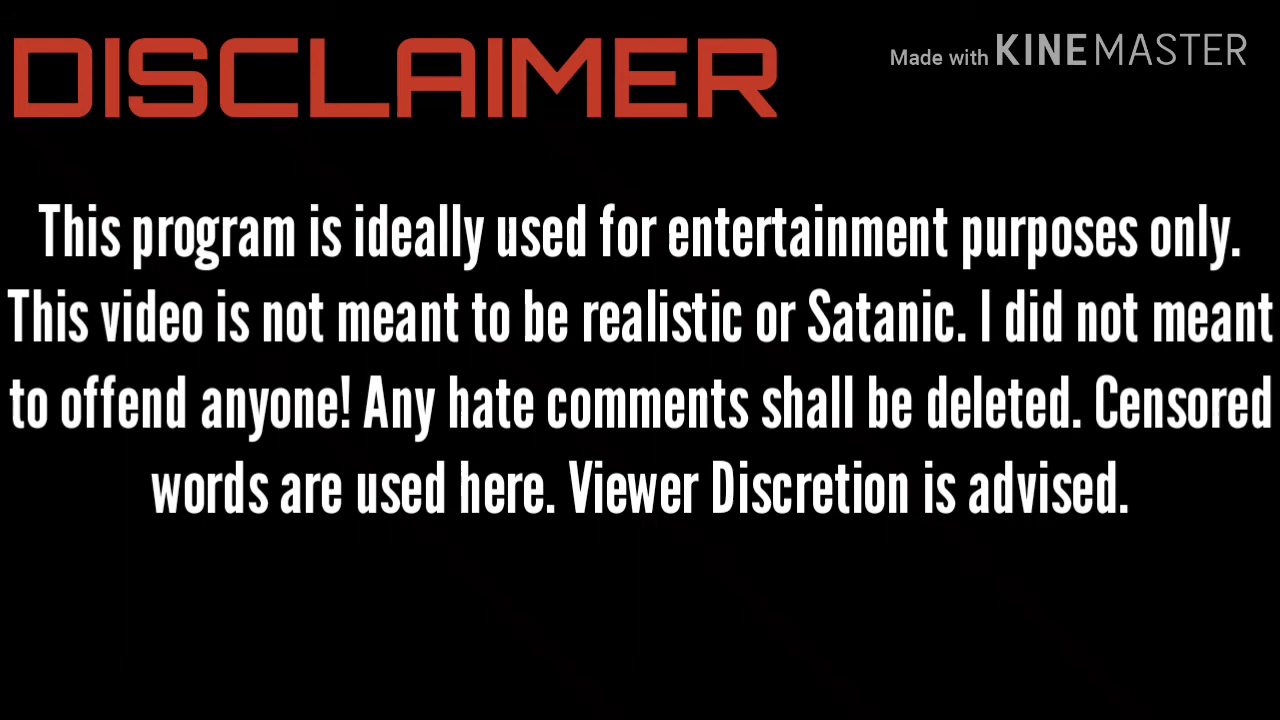 DISCLAIMER
Made with KINEMASTER
This program is ideally used for entertainment purposes only.
This video is not meant to be realistic or Satanic. I did not meant
to offend anyone! Any hate comments shall be deleted. Censored
words are used here. Viewer Discretion is advised.